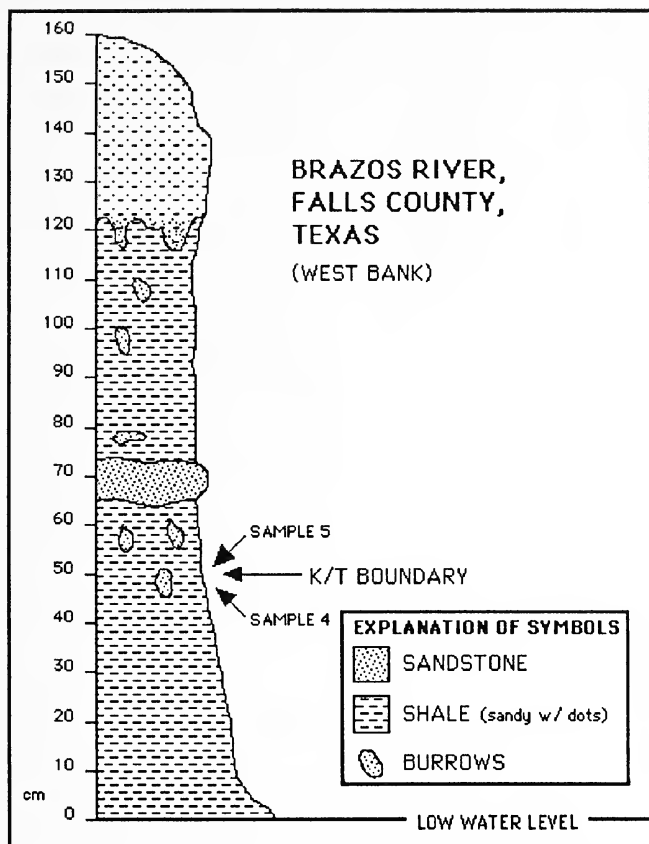 160
150
140
130
120
110
100
90
80
70
60
50
40
30
20
10
cm
0
BRAZOS RIVER,
FALLS COUNTY,
TEXAS
(WEST BANK)
SAMPLE 5
K/T BOUNDARY
SAMPLE 4
EXPLANATION OF SYMBOLS
SANDSTONE
SHALE (sandy w/ dots)
BURROWS
LOW WATER LEVEL